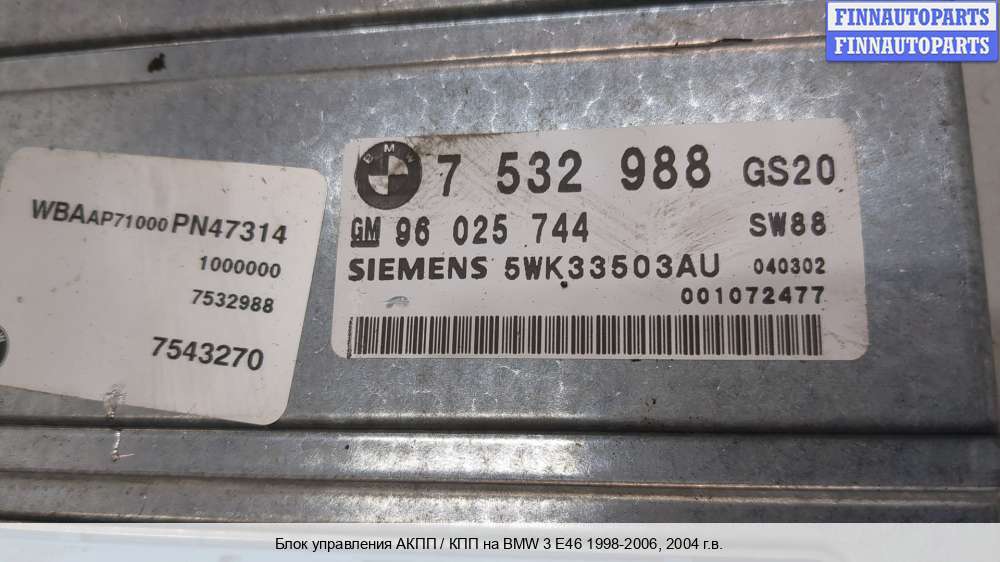 FINNAUTOPARTS
FINNAUTOPARTS
WBAAP71000PN47314
1000000
7532988
7543270
BMW 7 532 988 GS20
GM 96 025 744 SW88
SIEMENS 5WK33503AU 040302
001072477
Блок управления АКПП / КПП на BMW 3 E46 1998-2006, 2004 г.в.